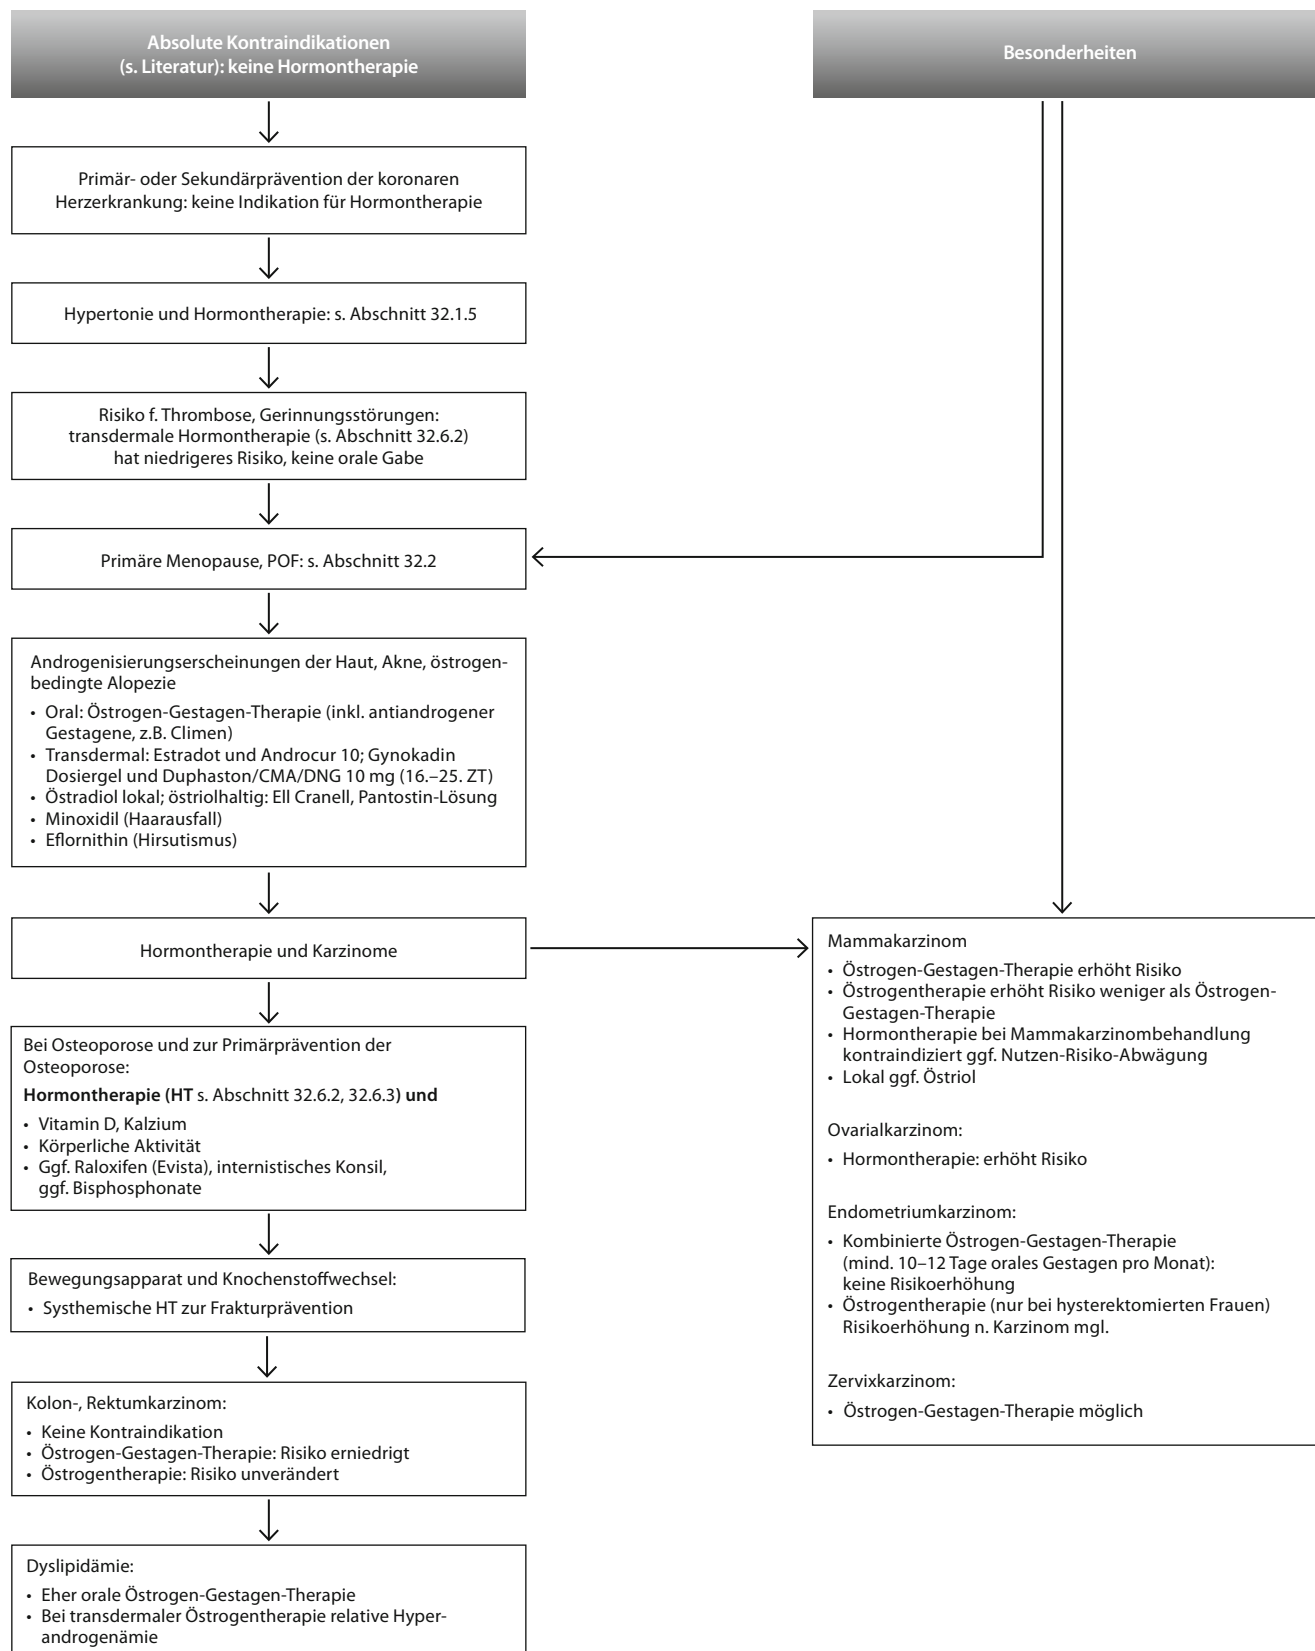 Absolute Kontraindikationen
(s. Literatur): keine Hormontherapie
Besonderheiten
Primär- oder Sekundärprävention der koronaren
Herzerkrankung: keine Indikation für Hormontherapie
Hypertonie und Hormontherapie: s. Abschnitt 32.1.5
Risiko f. Thrombose, Gerinnungsstörungen:
transdermale Hormontherapie (s. Abschnitt 32.6.2)
hat niedrigeres Risiko, keine orale Gabe
Primäre Menopause, POF: s. Abschnitt 32.2
Androgenisierungserscheinungen der Haut, Akne, östrogen-
bedingte Alopezie
• Oral: Östrogen-Gestagen-Therapie (inkl. antiandrogener
Gestagene, z.B. Climen)
• Transdermal: Estradot und Androcur 10; Gynokadin
Dosiergel und Duphaston/CMA/DNG 10 mg (16.–25. ZT)
• Östradiol lokal; östriolhaltig: Ell Cranell, Pantostin-Lösung
• Minoxidil (Haarausfall)
• Eflornithin (Hirsutismus)
Hormontherapie und Karzinome
Bei Osteoporose und zur Primärprävention der
Osteoporose:
Hormontherapie (HT s. Abschnitt 32.6.2, 32.6.3) und
• Vitamin D, Kalzium
• Körperliche Aktivität
• Ggf. Raloxifen (Evista), internistisches Konsil,
ggf. Bisphosphonate
Bewegungsapparat und Knochenstoffwechsel:
• Systhemische HT zur Frakturprävention
Kolon-, Rektumkarzinom:
• Keine Kontraindikation
• Östrogen-Gestagen-Therapie: Risiko erniedrigt
• Östrogentherapie: Risiko unverändert
Dyslipidämie:
• Eher orale Östrogen-Gestagen-Therapie
• Bei transdermaler Östrogentherapie relative Hyper-
androgenämie
Mammakarzinom
• Östrogen-Gestagen-Therapie erhöht Risiko
• Östrogentherapie erhöht Risiko weniger als Östrogen-
Gestagen-Therapie
• Hormontherapie bei Mammakarzinombehandlung
kontraindiziert ggf. Nutzen-Risiko-Abwägung
• Lokal ggf. Östriol
Ovarialkarzinom:
• Hormontherapie: erhöht Risiko
Endometriumkarzinom:
• Kombinierte Östrogen-Gestagen-Therapie
(mind. 10–12 Tage orales Gestagen pro Monat):
keine Risikoerhöhung
• Östrogentherapie (nur bei hysterektomierten Frauen)
Risikoerhöhung n. Karzinom mgl.
Zervixkarzinom:
• Östrogen-Gestagen-Therapie möglich